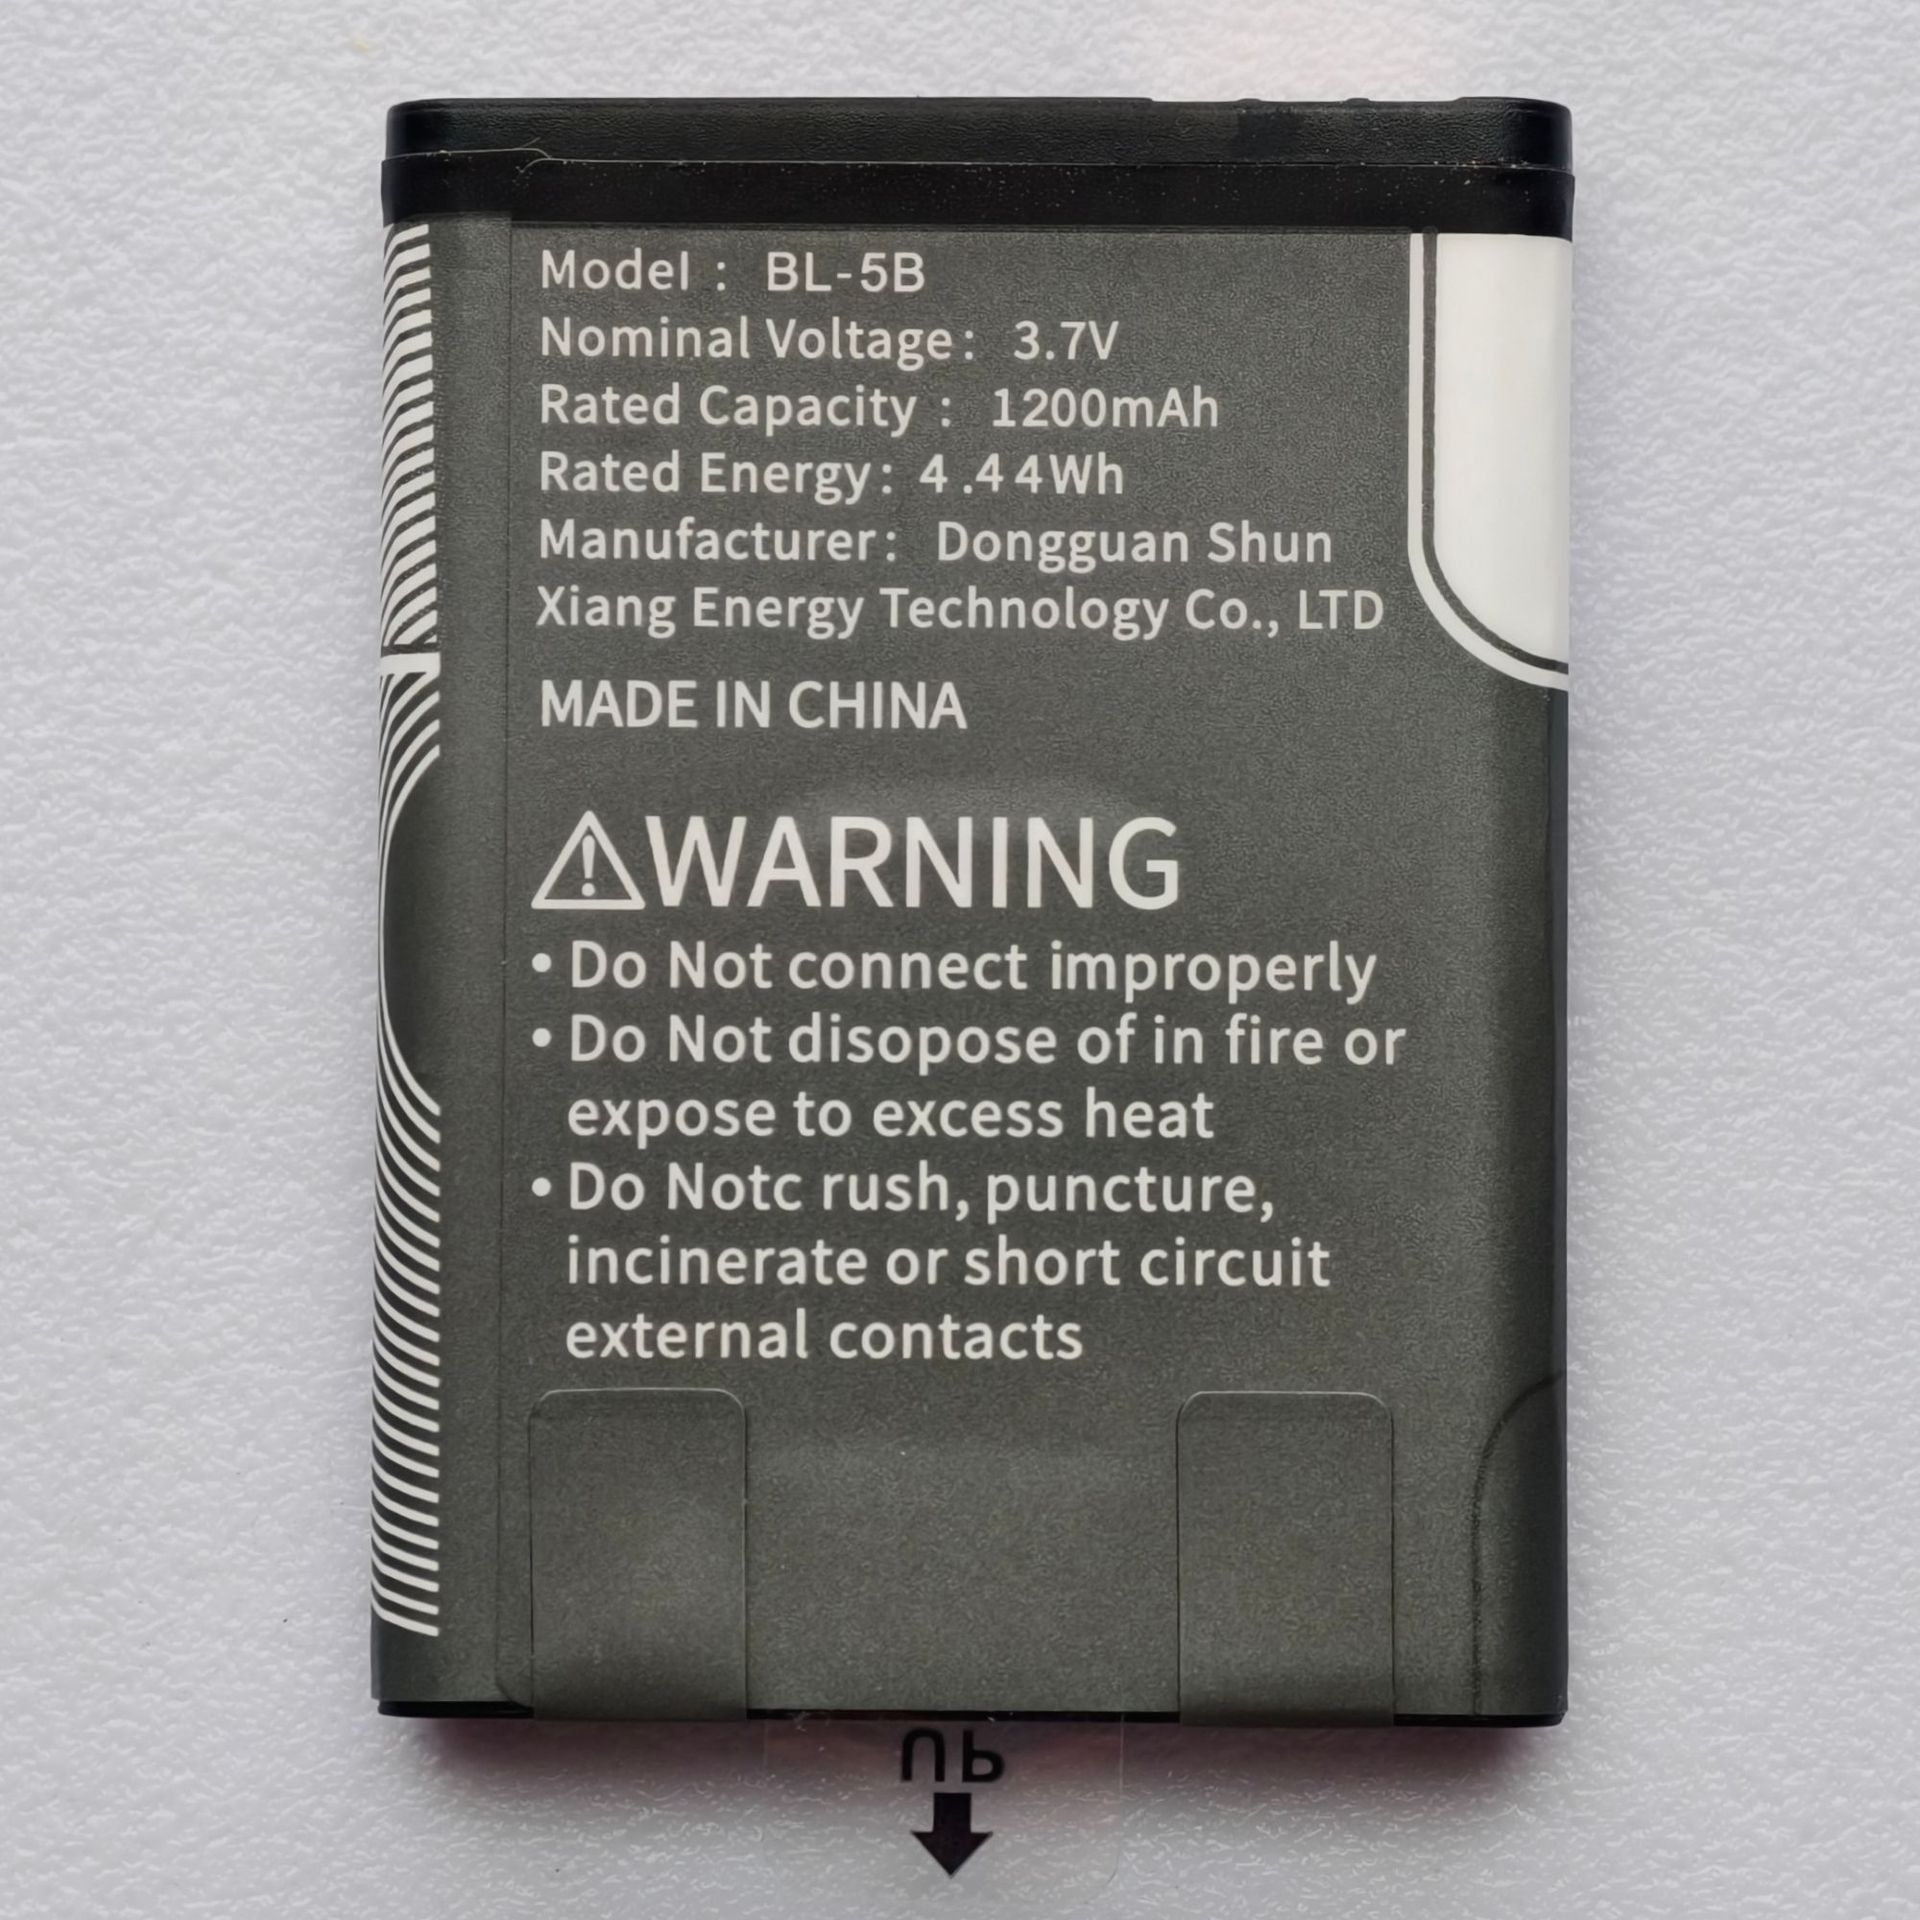 Model : BL-5B
Nominal Voltage: 3.7V
Rated Capacity : 1200mAh
Rated Energy: 4.44Wh
Manufacturer: Dongguan Shun
Xiang Energy Technology Co., LTD
MADE IN CHINA
WARNING
• Do Not connect improperly
• Do Not disopose of in fire or
expose to excess heat
• Do Notc rush, puncture,
incinerate or short circuit
external contacts
UP